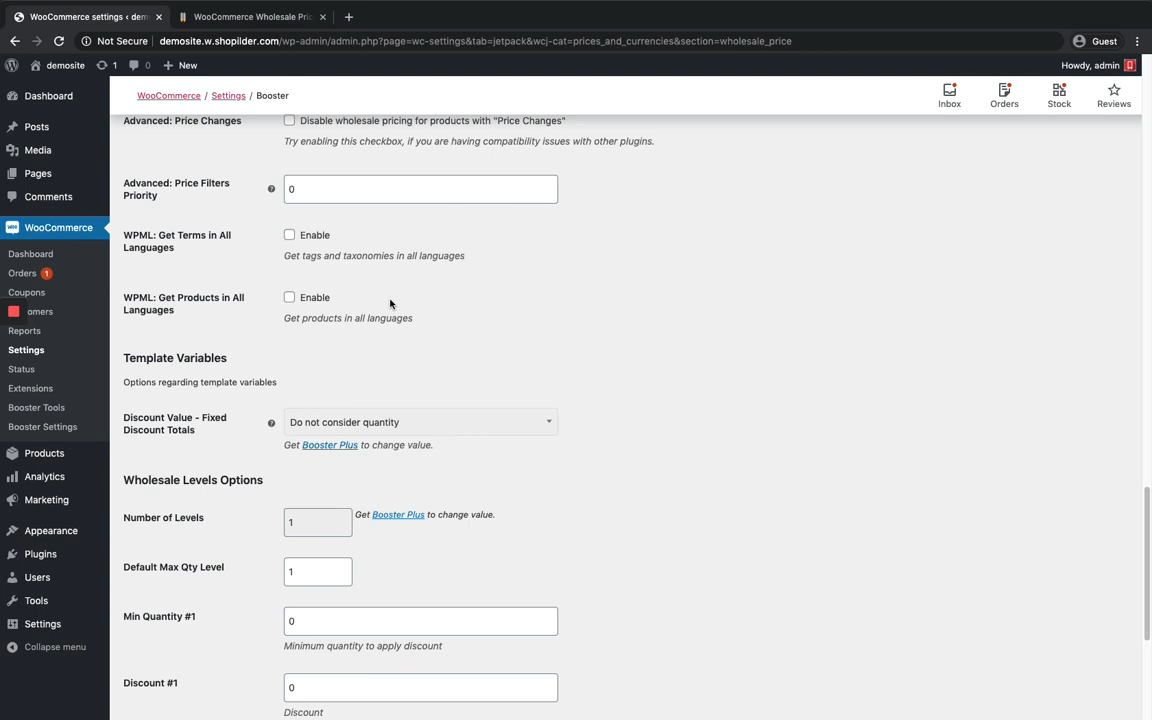 WooCommerce settings ‹ dem
WooCommerce Wholesale Pric
Not Secure
demosite.w.shopilder.com/wp-admin/admin.php?page=wc-settings&tab=jetpack&wcj-cat=prices_and_currencies&section=wholesale_price
Guest
demosite
1
0
New
Howdy, admin
Dashboard
Posts
Media
Pages
Comments
WooCommerce
Dashboard
Orders 1
Coupons
omers
Reports
Settings
Status
Extensions
Booster Tools
Booster Settings
Products
Analytics
Marketing
Appearance
Plugins
Users
Tools
Settings
Collapse menu
WooCommerce / Settings / Booster
Inbox
Orders
Stock
Reviews
Advanced: Price Changes
Disable wholesale pricing for products with "Price Changes"
Try enabling this checkbox, if you are having compatibility issues with other plugins.
Advanced: Price Filters
Priority
0
WPML: Get Terms in All
Languages
Enable
Get tags and taxonomies in all languages
WPML: Get Products in All
Languages
Enable
Get products in all languages
Template Variables
Options regarding template variables
Discount Value - Fixed
Discount Totals
Do not consider quantity
Get Booster Plus to change value.
Wholesale Levels Options
Number of Levels
1
Get Booster Plus to change value.
Default Max Qty Level
1
Min Quantity #1
0
Minimum quantity to apply discount
Discount #1
0
Discount